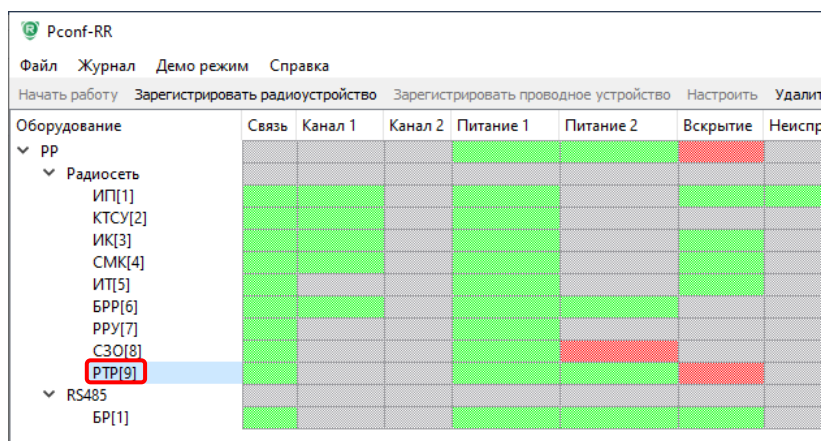 Pconf-RR
Файл Журнал Демо режим Справка
Начать работу Зарегистрировать радиоустройство Зарегистрировать проводное устройство Настроить Удалит
Оборудование Связь Канал 1 Канал 2 Питание 1 Питание 2 Вскрытие Неиспр
РР
Радиосеть
ИП[1]
КТСУ[2]
ИК[3]
СМК[4]
ИТ[5]
БРР[6]
РРУ[7]
СЗО[8]
РТР[9]
RS485
БР[1]